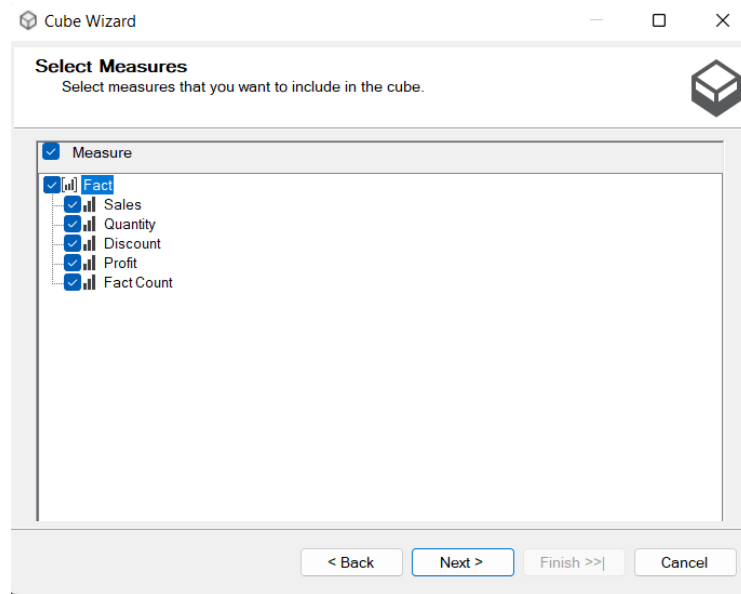 Cube Wizard
Select Measures
Select measures that you want to include in the cube.
Measure
Fact
Sales
Quantity
Discount
Profit
Fact Count
< Back Next > Finish >>| Cancel